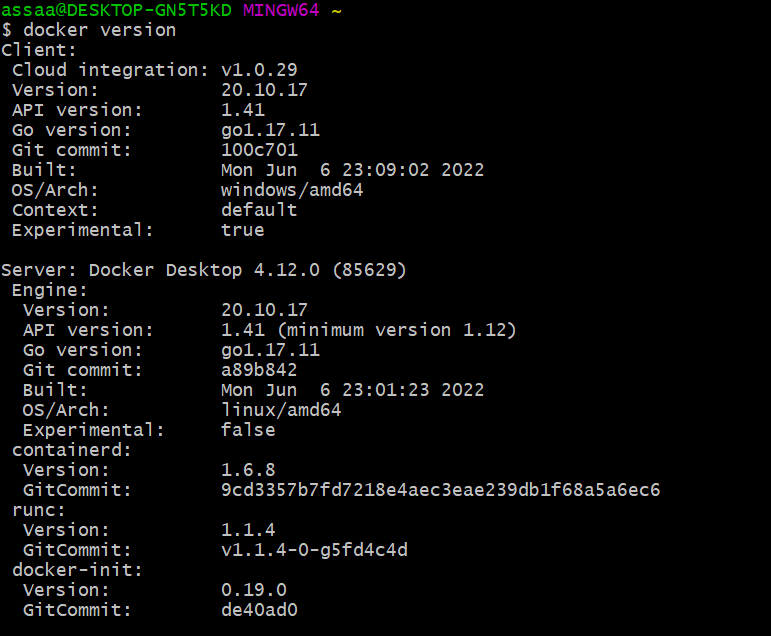 assaa@DESKTOP-GN5T5KD MINGW64 ~
$ docker version
Client:
 Cloud integration: v1.0.29
 Version:           20.10.17
 API version:       1.41
 Go version:        go1.17.11
 Git commit:        100c701
 Built:             Mon Jun  6 23:09:02 2022
 OS/Arch:           windows/amd64
 Context:           default
 Experimental:      true

Server: Docker Desktop 4.12.0 (85629)
 Engine:
  Version:          20.10.17
  API version:      1.41 (minimum version 1.12)
  Go version:       go1.17.11
  Git commit:       a89b842
  Built:            Mon Jun  6 23:01:23 2022
  OS/Arch:          linux/amd64
  Experimental:     false
 containerd:
  Version:          1.6.8
  GitCommit:        9cd3357b7fd7218e4aec3eae239db1f68a5a6ec6
 runc:
  Version:          1.1.4
  GitCommit:        v1.1.4-0-g5fd4c4d
 docker-init:
  Version:          0.19.0
  GitCommit:        de40ad0